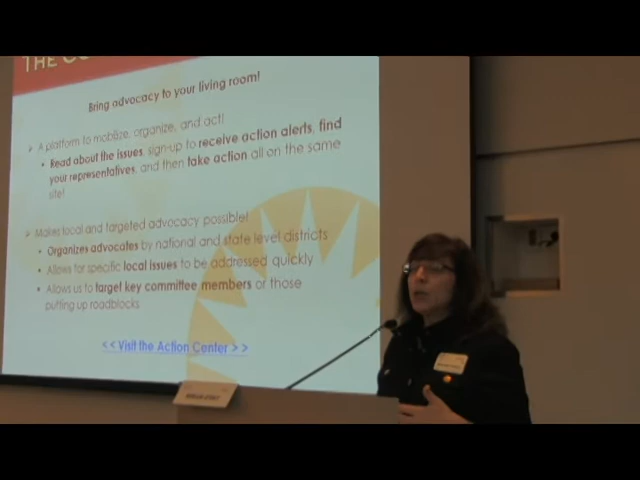 THE CO
Bring advocacy to your living room!
A platform to mobilize, organize, and act!
• Read about the issues, sign-up to receive action alerts, find
your representatives, and then take action all on the same
site!
Makes local and targeted advocacy possible!
• Organizes advocates by national and state level districts
• Allows for specific local issues to be addressed quickly
• Allows us to target key committee members or those
putting up roadblocks
<< Visit the Action Center >>